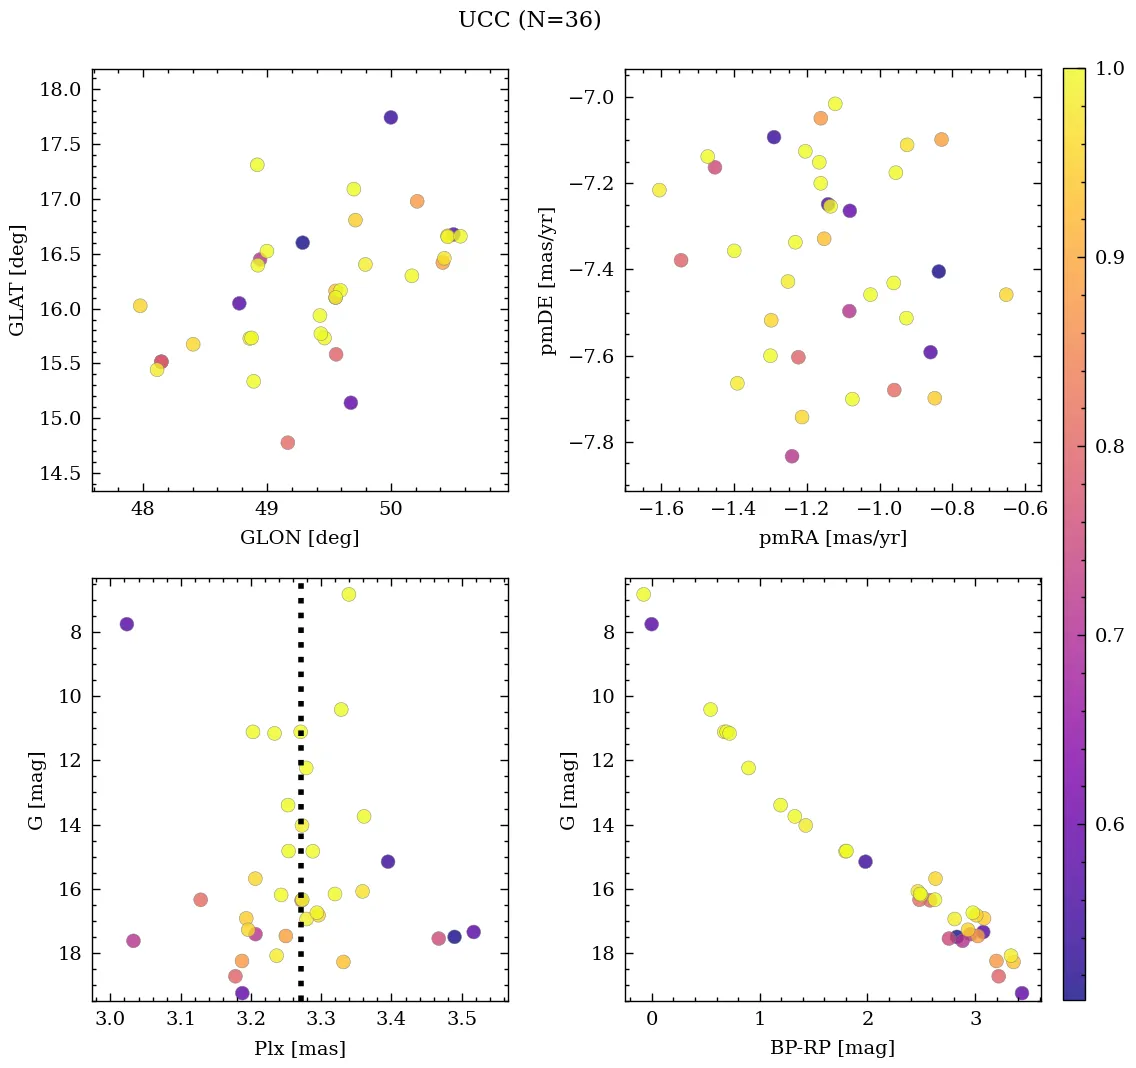 UCC (N=36)
18.0
17.5
17.0
16.5
16.0
15.5
15.0
14.5
GLAT [deg]
48 49 50
GLON [deg]
−7.0
−7.2
−7.4
−7.6
−7.8
pmDE [mas/yr]
−1.6 −1.4 −1.2 −1.0 −0.8 −0.6
pmRA [mas/yr]
1.0
0.9
0.8
0.7
0.6
8
10
12
14
16
18
G [mag]
3.0 3.1 3.2 3.3 3.4 3.5
Plx [mas]
8
10
12
14
16
18
G [mag]
0 1 2 3
BP-RP [mag]